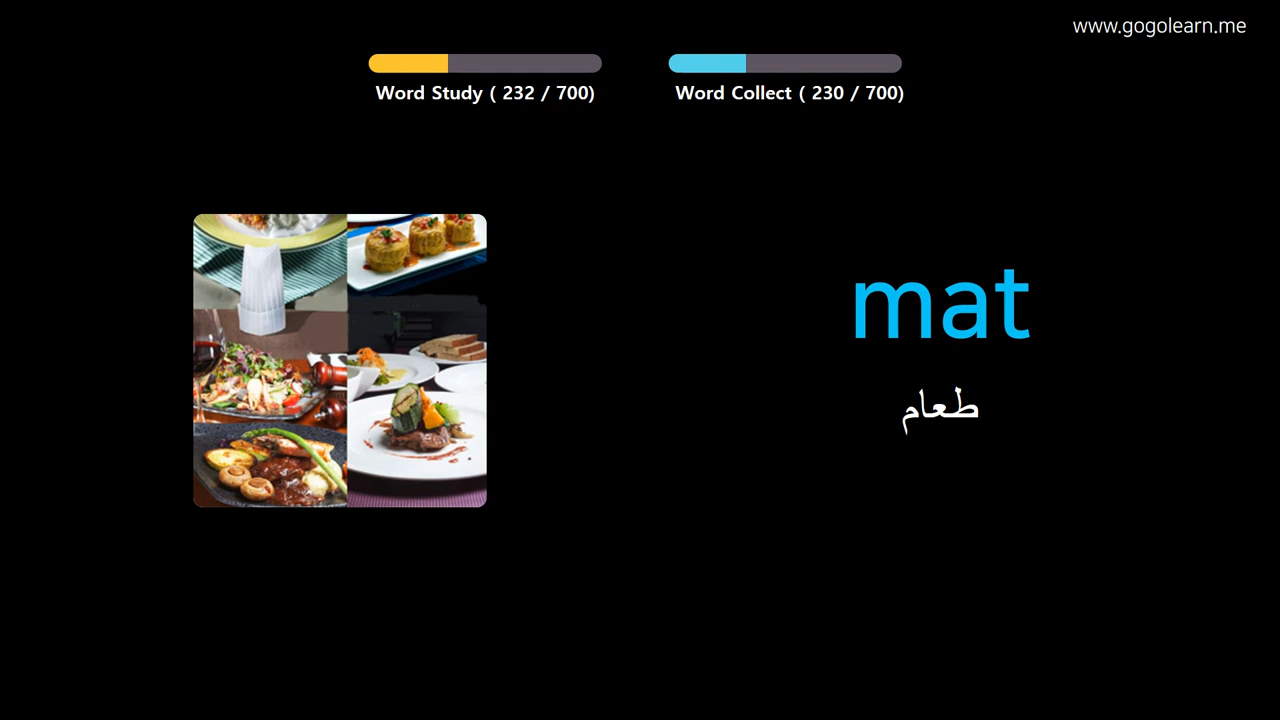 www.gogolearn.me
Word Study ( 232 / 700)
Word Collect ( 230 / 700)
mat
طعام